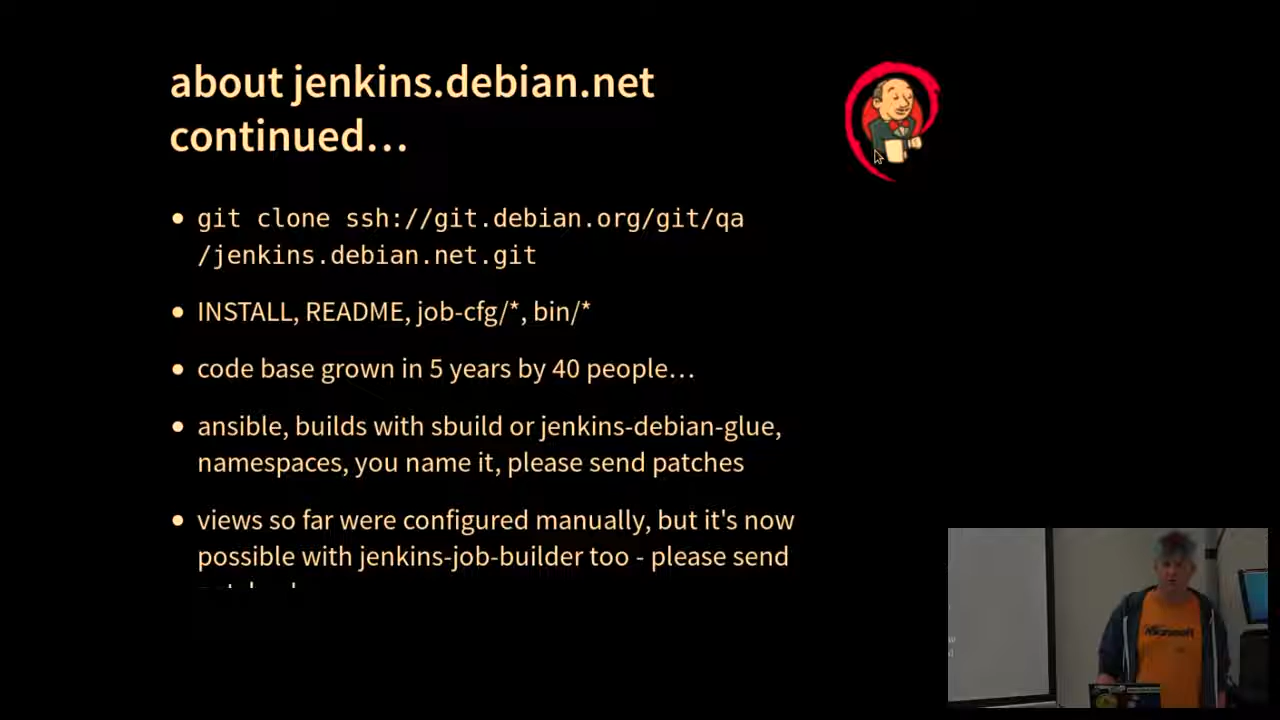 about jenkins.debian.net
continued…
● git clone ssh://git.debian.org/git/qa
/jenkins.debian.net.git
● INSTALL, README, job-cfg/*, bin/*
● code base grown in 5 years by 40 people…
● ansible, builds with sbuild or jenkins-debian-glue,
namespaces, you name it, please send patches
● views so far were configured manually, but it's now
possible with jenkins-job-builder too - please send
Microsoft